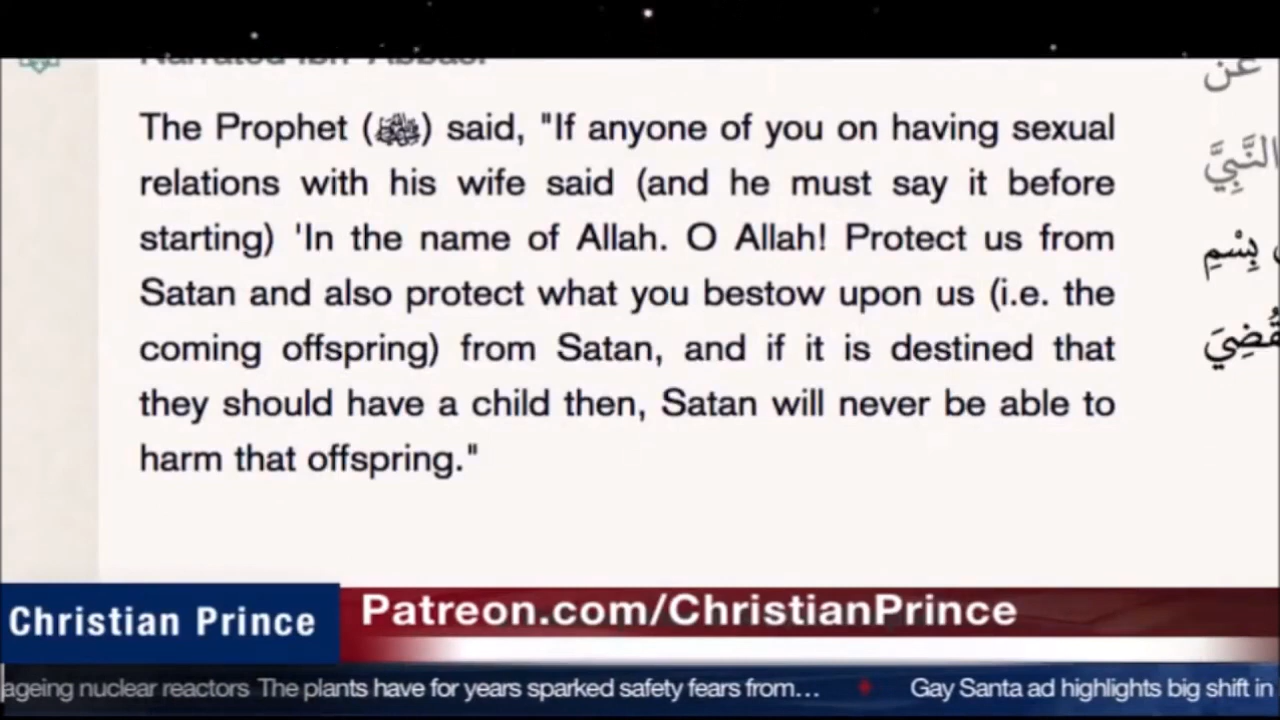 Narrated Ibn `Abbas:
The Prophet (ﷺ) said, "If anyone of you on having sexual
relations with his wife said (and he must say it before
starting) 'In the name of Allah. O Allah! Protect us from
Satan and also protect what you bestow upon us (i.e. the
coming offspring) from Satan, and if it is destined that
they should have a child then, Satan will never be able to
harm that offspring."
عن
النَّبِيَّ
بِسْمِ
قُضِيَ
Christian Prince
Patreon.com/ChristianPrince
ageing nuclear reactors The plants have for years sparked safety fears from... Gay Santa ad highlights big shift in